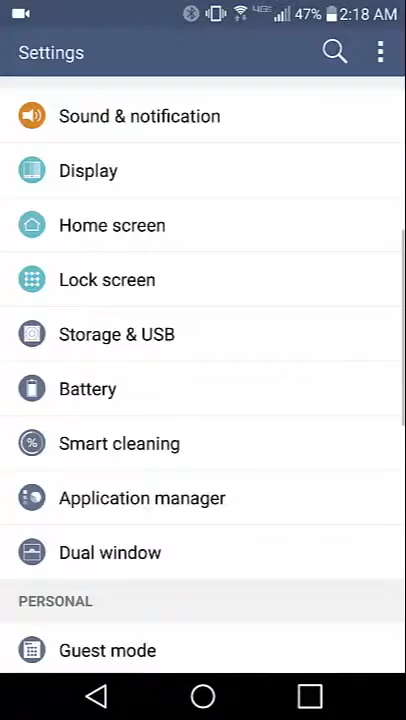 4G 47% 2:18 AM
Settings
Sound & notification
Display
Home screen
Lock screen
Storage & USB
Battery
% Smart cleaning
Application manager
Dual window
PERSONAL
Guest mode